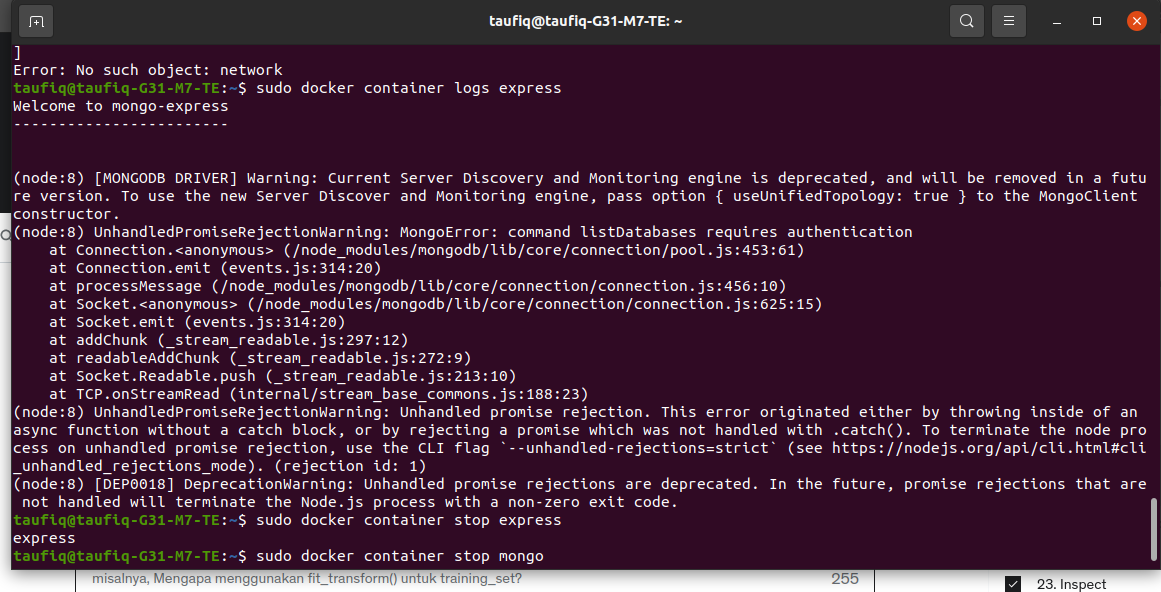 taufiq@taufiq-G31-M7-TE: ~
]
Error: No such object: network
taufiq@taufiq-G31-M7-TE:~$ sudo docker container logs express
Welcome to mongo-express
------------------------
(node:8) [MONGODB DRIVER] Warning: Current Server Discovery and Monitoring engine is deprecated, and will be removed in a futu
re version. To use the new Server Discover and Monitoring engine, pass option { useUnifiedTopology: true } to the MongoClient
constructor.
(node:8) UnhandledPromiseRejectionWarning: MongoError: command listDatabases requires authentication
    at Connection.<anonymous> (/node_modules/mongodb/lib/core/connection/pool.js:453:61)
    at Connection.emit (events.js:314:20)
    at processMessage (/node_modules/mongodb/lib/core/connection/connection.js:456:10)
    at Socket.<anonymous> (/node_modules/mongodb/lib/core/connection/connection.js:625:15)
    at Socket.emit (events.js:314:20)
    at addChunk (_stream_readable.js:297:12)
    at readableAddChunk (_stream_readable.js:272:9)
    at Socket.Readable.push (_stream_readable.js:213:10)
    at TCP.onStreamRead (internal/stream_base_commons.js:188:23)
(node:8) UnhandledPromiseRejectionWarning: Unhandled promise rejection. This error originated either by throwing inside of an
async function without a catch block, or by rejecting a promise which was not handled with .catch(). To terminate the node pro
cess on unhandled promise rejection, use the CLI flag `--unhandled-rejections=strict` (see https://nodejs.org/api/cli.html#cli
_unhandled_rejections_mode). (rejection id: 1)
(node:8) [DEP0018] DeprecationWarning: Unhandled promise rejections are deprecated. In the future, promise rejections that are
 not handled will terminate the Node.js process with a non-zero exit code.
taufiq@taufiq-G31-M7-TE:~$ sudo docker container stop express
express
taufiq@taufiq-G31-M7-TE:~$ sudo docker container stop mongo
misalnya, Mengapa menggunakan fit_transform() untuk training_set?
255
23. Inspect